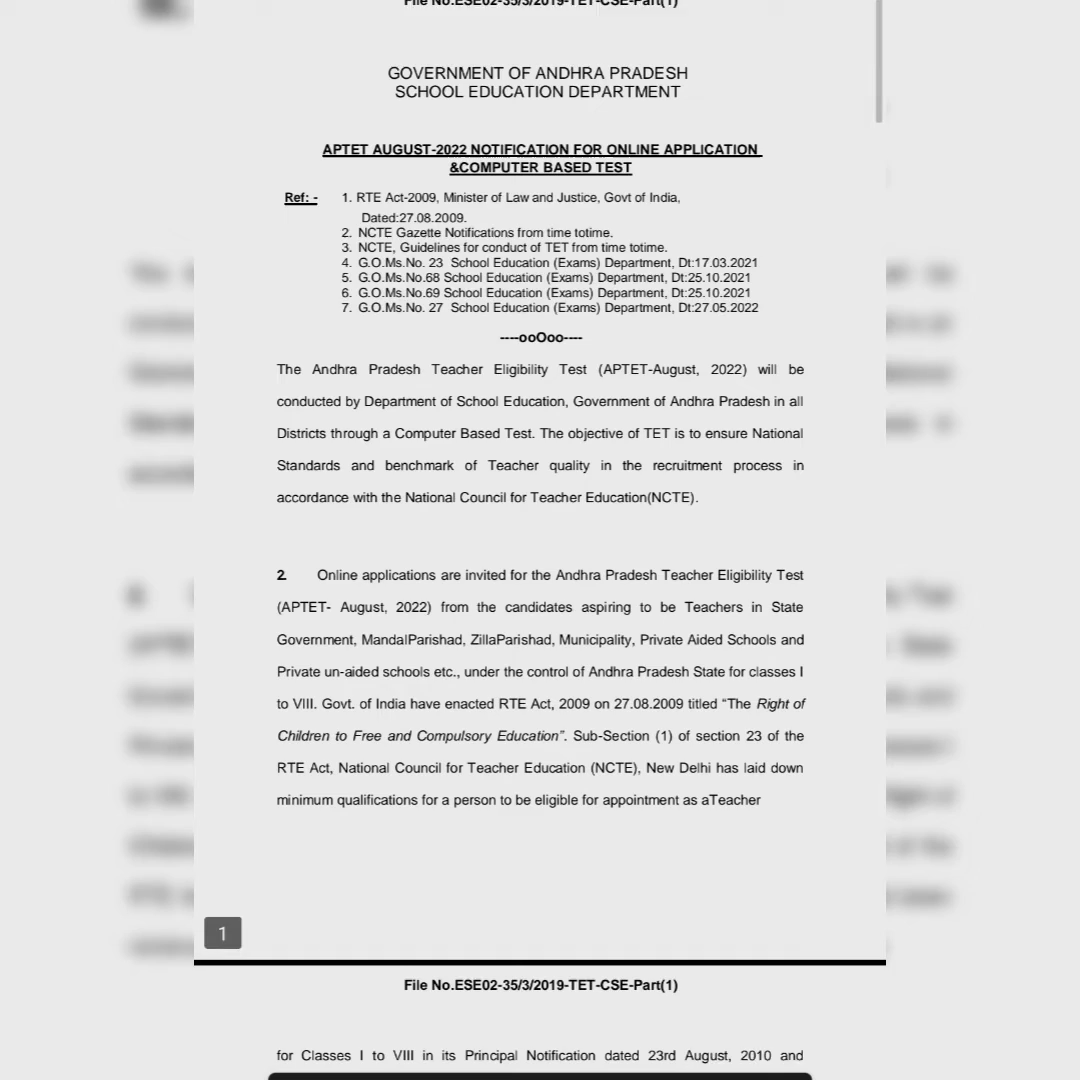 File No.ESE02-35/3/2019-TET-CSE-Part(1)
GOVERNMENT OF ANDHRA PRADESH
SCHOOL EDUCATION DEPARTMENT
APTET AUGUST-2022 NOTIFICATION FOR ONLINE APPLICATION
&COMPUTER BASED TEST
Ref: - 1. RTE Act-2009, Minister of Law and Justice, Govt of India,
Dated:27.08.2009.
2. NCTE Gazette Notifications from time totime.
3. NCTE, Guidelines for conduct of TET from time totime.
4. G.O.Ms.No. 23 School Education (Exams) Department, Dt:17.03.2021
5. G.O.Ms.No.68 School Education (Exams) Department, Dt:25.10.2021
6. G.O.Ms.No.69 School Education (Exams) Department, Dt:25.10.2021
7. G.O.Ms.No. 27 School Education (Exams) Department, Dt:27.05.2022
----ooOoo----
The Andhra Pradesh Teacher Eligibility Test (APTET-August, 2022) will be
conducted by Department of School Education, Government of Andhra Pradesh in all
Districts through a Computer Based Test. The objective of TET is to ensure National
Standards and benchmark of Teacher quality in the recruitment process in
accordance with the National Council for Teacher Education(NCTE).
2. Online applications are invited for the Andhra Pradesh Teacher Eligibility Test
(APTET- August, 2022) from the candidates aspiring to be Teachers in State
Government, MandalParishad, ZillaParishad, Municipality, Private Aided Schools and
Private un-aided schools etc., under the control of Andhra Pradesh State for classes I
to VIII. Govt. of India have enacted RTE Act, 2009 on 27.08.2009 titled “The Right of
Children to Free and Compulsory Education”. Sub-Section (1) of section 23 of the
RTE Act, National Council for Teacher Education (NCTE), New Delhi has laid down
minimum qualifications for a person to be eligible for appointment as aTeacher
1
File No.ESE02-35/3/2019-TET-CSE-Part(1)
for Classes I to VIII in its Principal Notification dated 23rd August, 2010 and